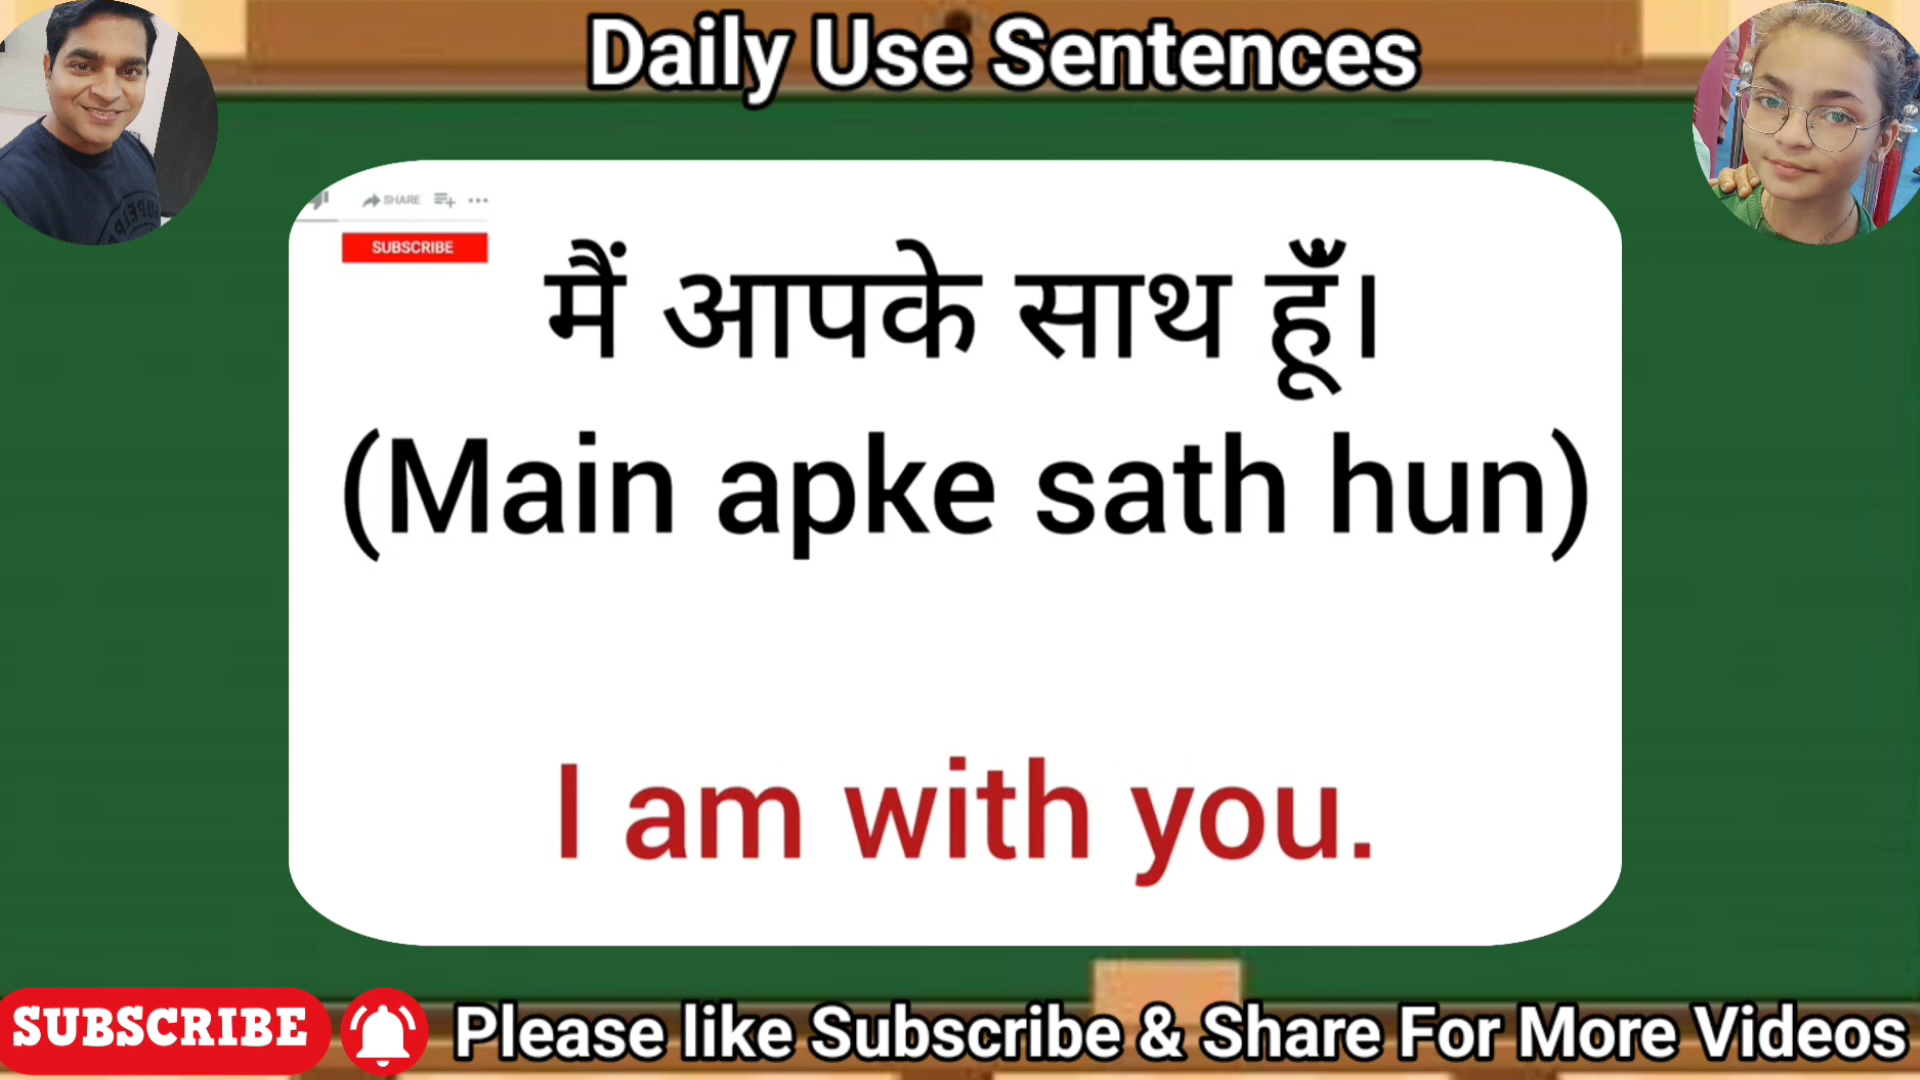 Daily Use Sentences
SHARE
SUBSCRIBE
मैं आपके साथ हूँ।
(Main apke sath hun)
I am with you.
SUBSCRIBE
Please like Subscribe & Share For More Videos